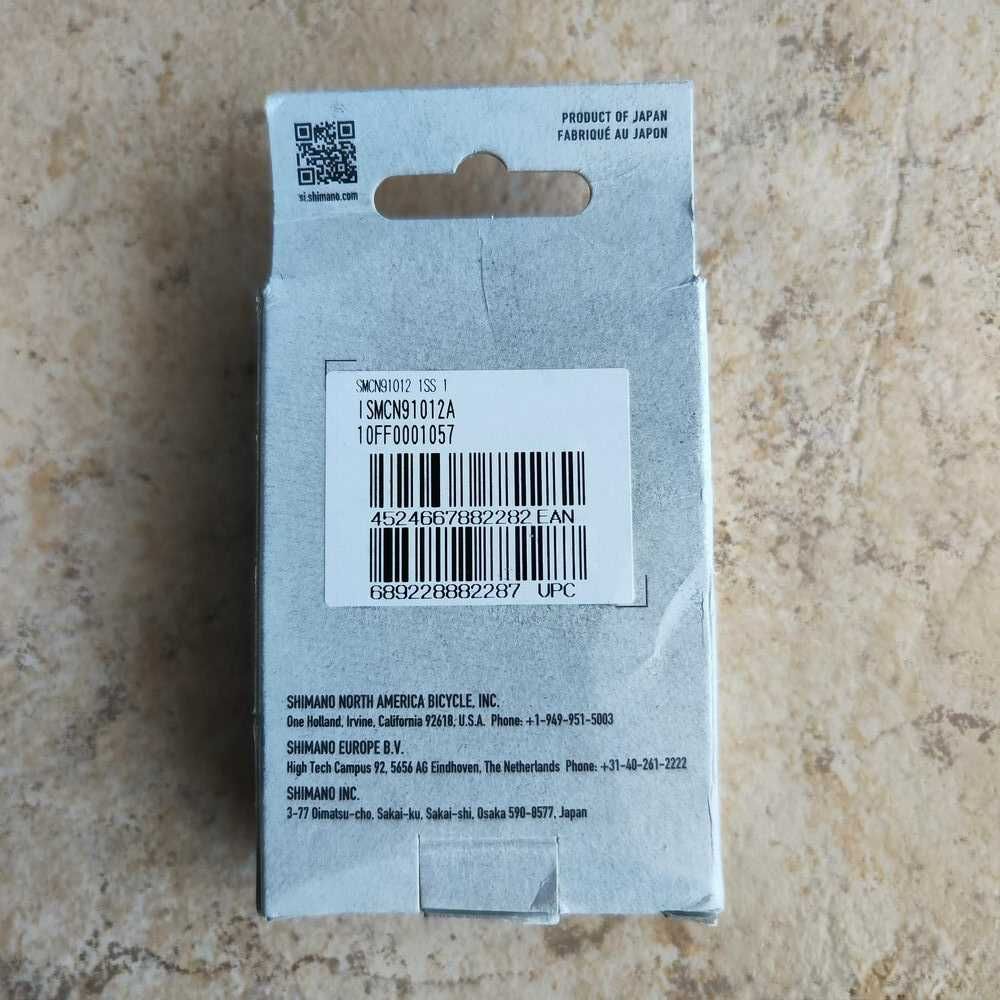 PRODUCT OF JAPAN
FABRIQUÉ AU JAPON
si.shimano.com
SMCN91012 1SS 1
ISMCN91012A
10FF0001057
4524667882282 EAN
689228882287 UPC
SHIMANO NORTH AMERICA BICYCLE, INC.
One Holland, Irvine, California 92618, U.S.A. Phone: +1-949-951-5003
SHIMANO EUROPE B.V.
High Tech Campus 92, 5656 AG Eindhoven, The Netherlands Phone: +31-40-261-2222
SHIMANO INC.
3-77 Oimatsu-cho, Sakai-ku, Sakai-shi, Osaka 590-8577, Japan